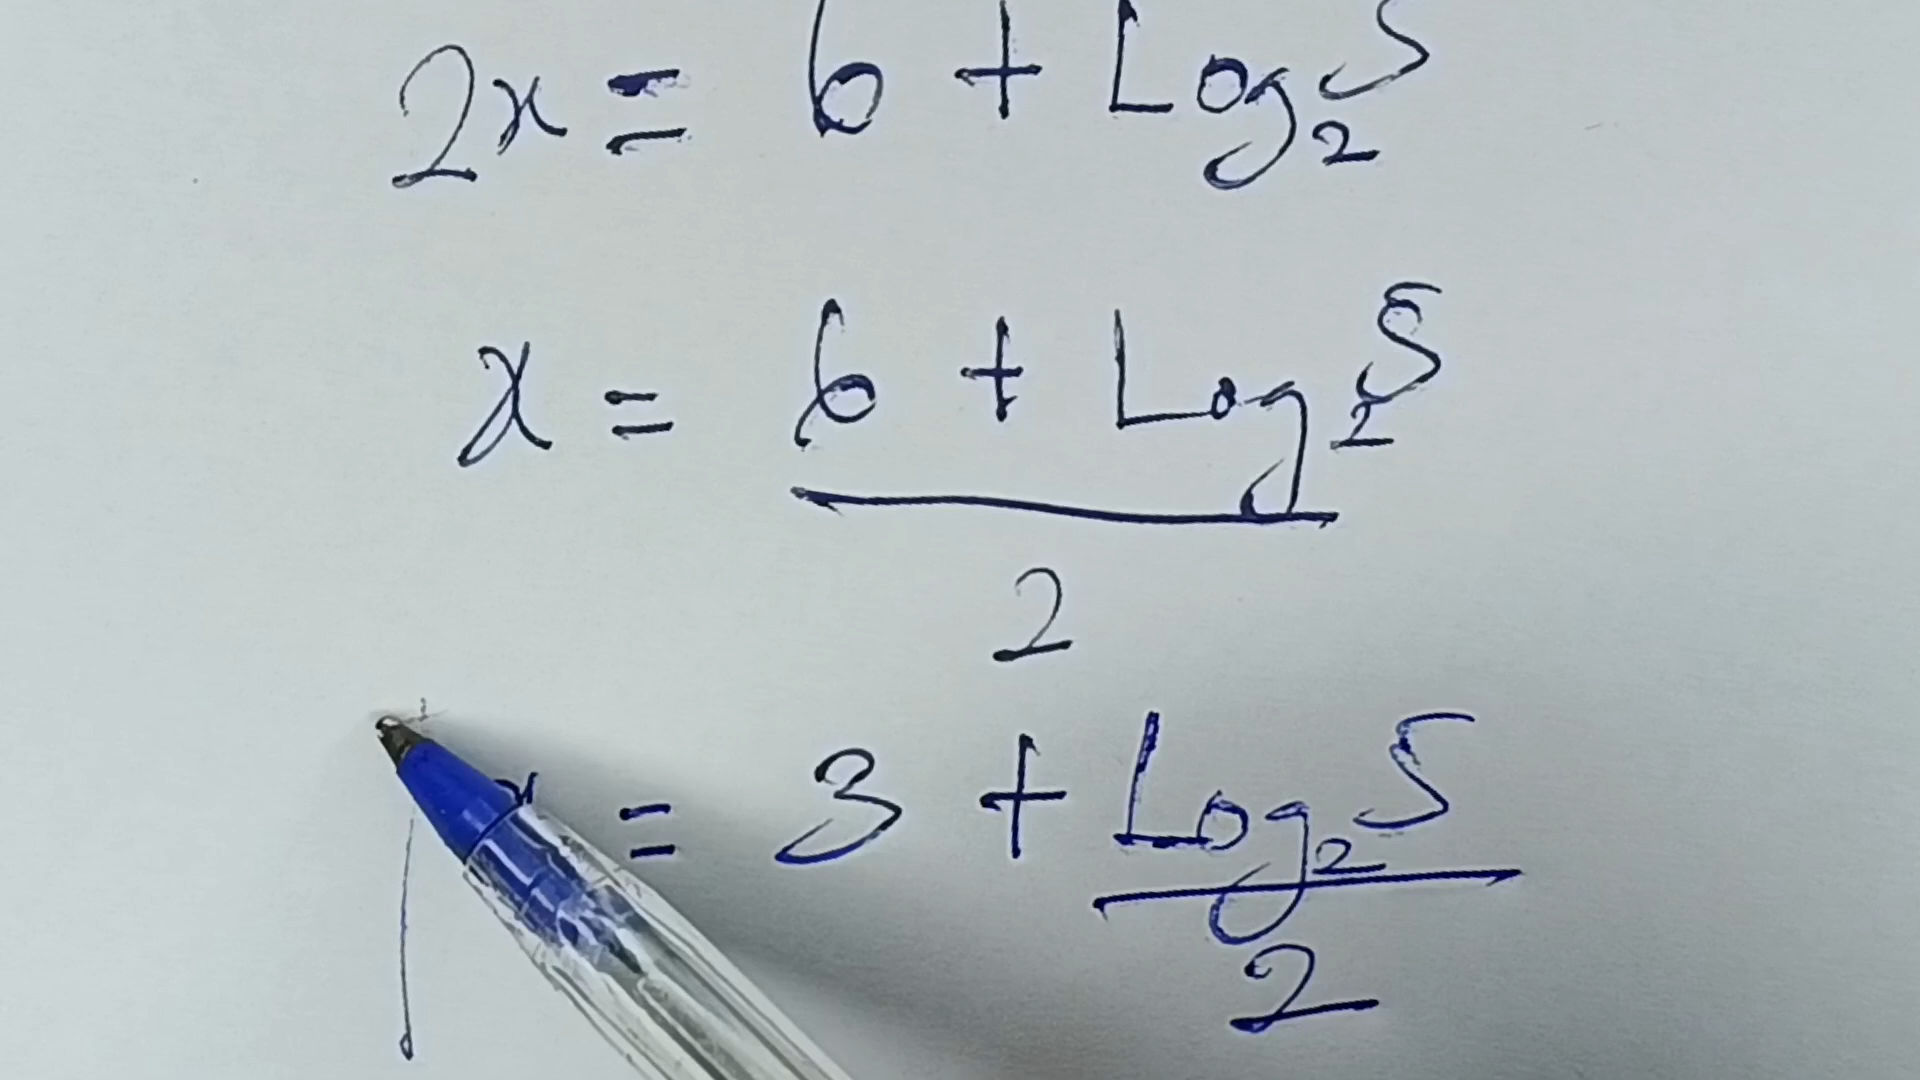 2x = 6 + Log₂5
x = 6 + Log₂5
2
x = 3 + Log₂5
2